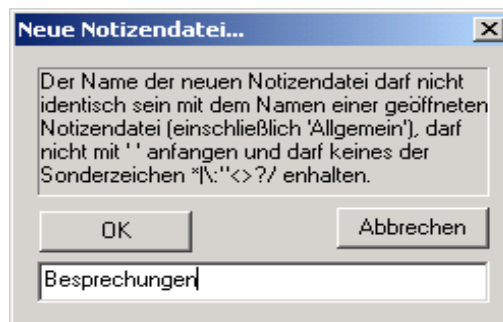 Neue Notizendatei...
Der Name der neuen Notizendatei darf nicht
identisch sein mit dem Namen einer geöffneten
Notizendatei (einschließlich 'Allgemein'), darf
nicht mit ' ' anfangen und darf keines der
Sonderzeichen *|\:"<>?/ enhalten.
OK Abbrechen
Besprechungen